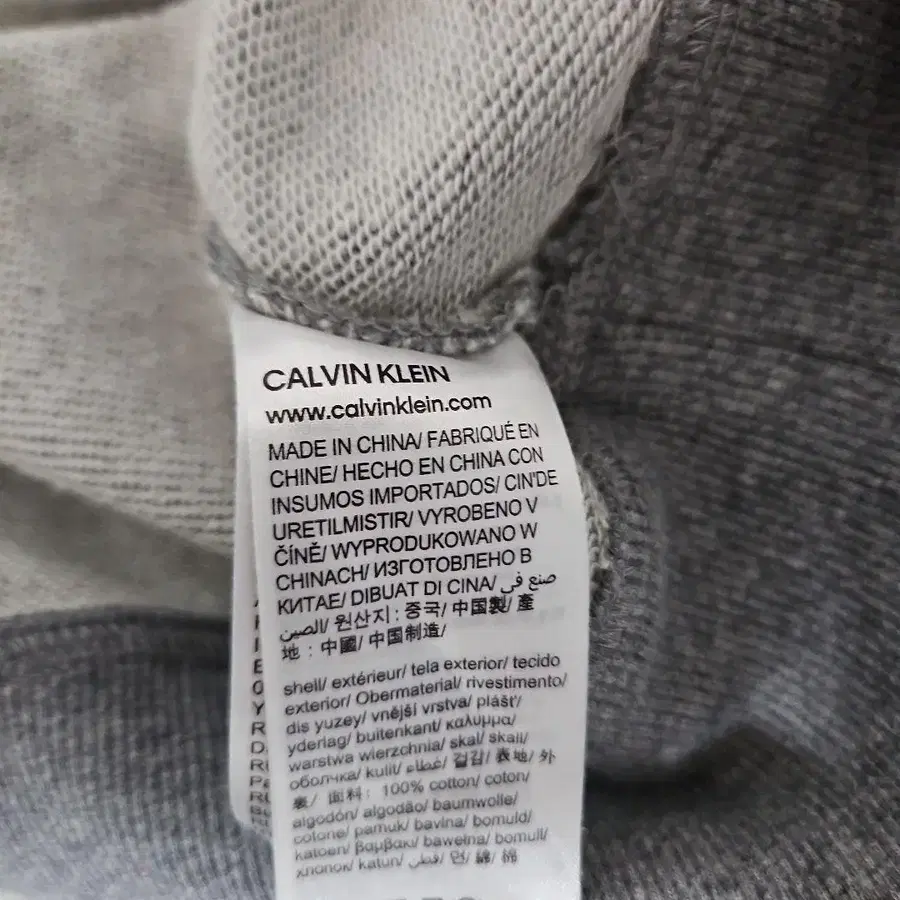 CALVIN KLEIN
www.calvinklein.com
MADE IN CHINA/ FABRIQUÉ EN
CHINE/ HECHO EN CHINA CON
INSUMOS IMPORTADOS/ CIN'DE
URETILMISTIR/ VYROBENO V
ČÍNĚ/ WYPRODUKOWANO W
CHINACH/ ИЗГОТОВЛЕНО В
КИТАЕ/ DIBUAT DI CINA/ صنع في
الصين/ 원산지 : 중국/ 中国製/ 產
地 : 中國/ 中国制造/
shell/ extérieur/ tela exterior/ tecido
exterior/ Obermaterial/ rivestimento/
dis yuzey/ vnější vrstva/ plášť/
yderlag/ buitenkant/ καλυμμα/
warstwa wierzchnia/ skal/ skall/
оболчка/ kulit/ غطاء/ 겉감/ 表地/ 外
裏/ 面料 : 100% cotton/ coton/
algodón/ algodão/ baumwolle/
cotone/ pamuk/ bavlna/ bomuld/
katoen/ βαμβακι/ bawełna/ bomull/
хлопок/ katun/ قطن/ 면/ 綿/ 棉